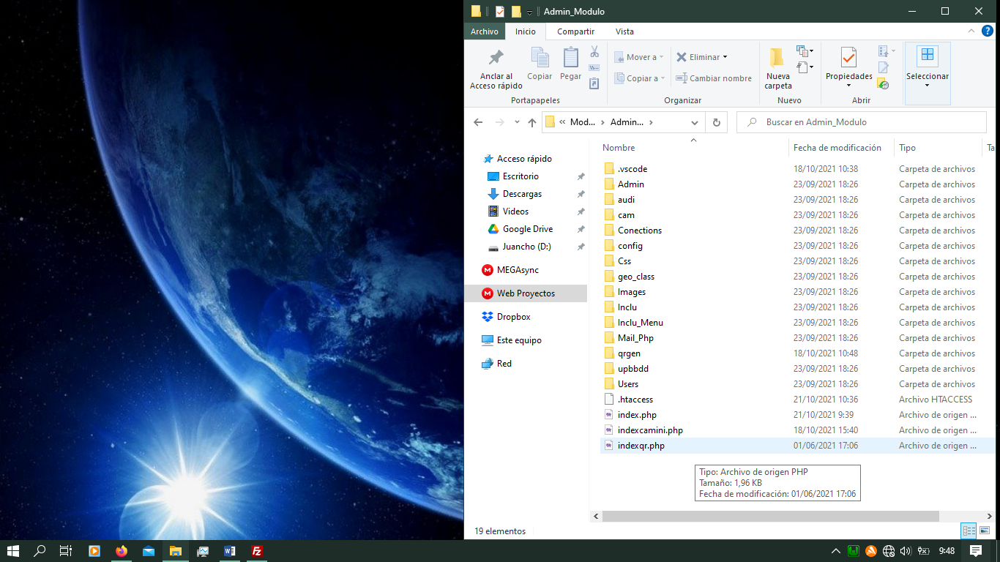 Admin_Modulo
Archivo Inicio Compartir Vista
Anclar al Acceso rápido
Copiar
Pegar
Mover a
Copiar a
Eliminar
Cambiar nombre
Nueva carpeta
Propiedades
Seleccionar
Portapapeles Organizar Nuevo Abrir
« Mod... › Admin... ›
Buscar en Admin_Modulo
Acceso rápido
Escritorio
Descargas
Videos
Google Drive
Juancho (D:)
MEGAsync
Web Proyectos
Dropbox
Este equipo
Red
Nombre Fecha de modificación Tipo Ta
.vscode 18/10/2021 10:38 Carpeta de archivos
Admin 23/09/2021 18:26 Carpeta de archivos
audi 23/09/2021 18:26 Carpeta de archivos
cam 23/09/2021 18:26 Carpeta de archivos
Conections 23/09/2021 18:26 Carpeta de archivos
config 23/09/2021 18:26 Carpeta de archivos
Css 23/09/2021 18:26 Carpeta de archivos
geo_class 23/09/2021 18:26 Carpeta de archivos
Images 23/09/2021 18:26 Carpeta de archivos
Inclu 23/09/2021 18:26 Carpeta de archivos
Inclu_Menu 23/09/2021 18:26 Carpeta de archivos
Mail_Php 23/09/2021 18:26 Carpeta de archivos
qrgen 18/10/2021 10:48 Carpeta de archivos
upbbdd 23/09/2021 18:26 Carpeta de archivos
Users 23/09/2021 18:26 Carpeta de archivos
.htaccess 21/10/2021 10:36 Archivo HTACCESS
index.php 21/10/2021 9:39 Archivo de origen ...
indexcamini.php 18/10/2021 15:40 Archivo de origen ...
indexqr.php 01/06/2021 17:06 Archivo de origen ...
Tipo: Archivo de origen PHP
Tamaño: 1,96 KB
Fecha de modificación: 01/06/2021 17:06
19 elementos
9:48